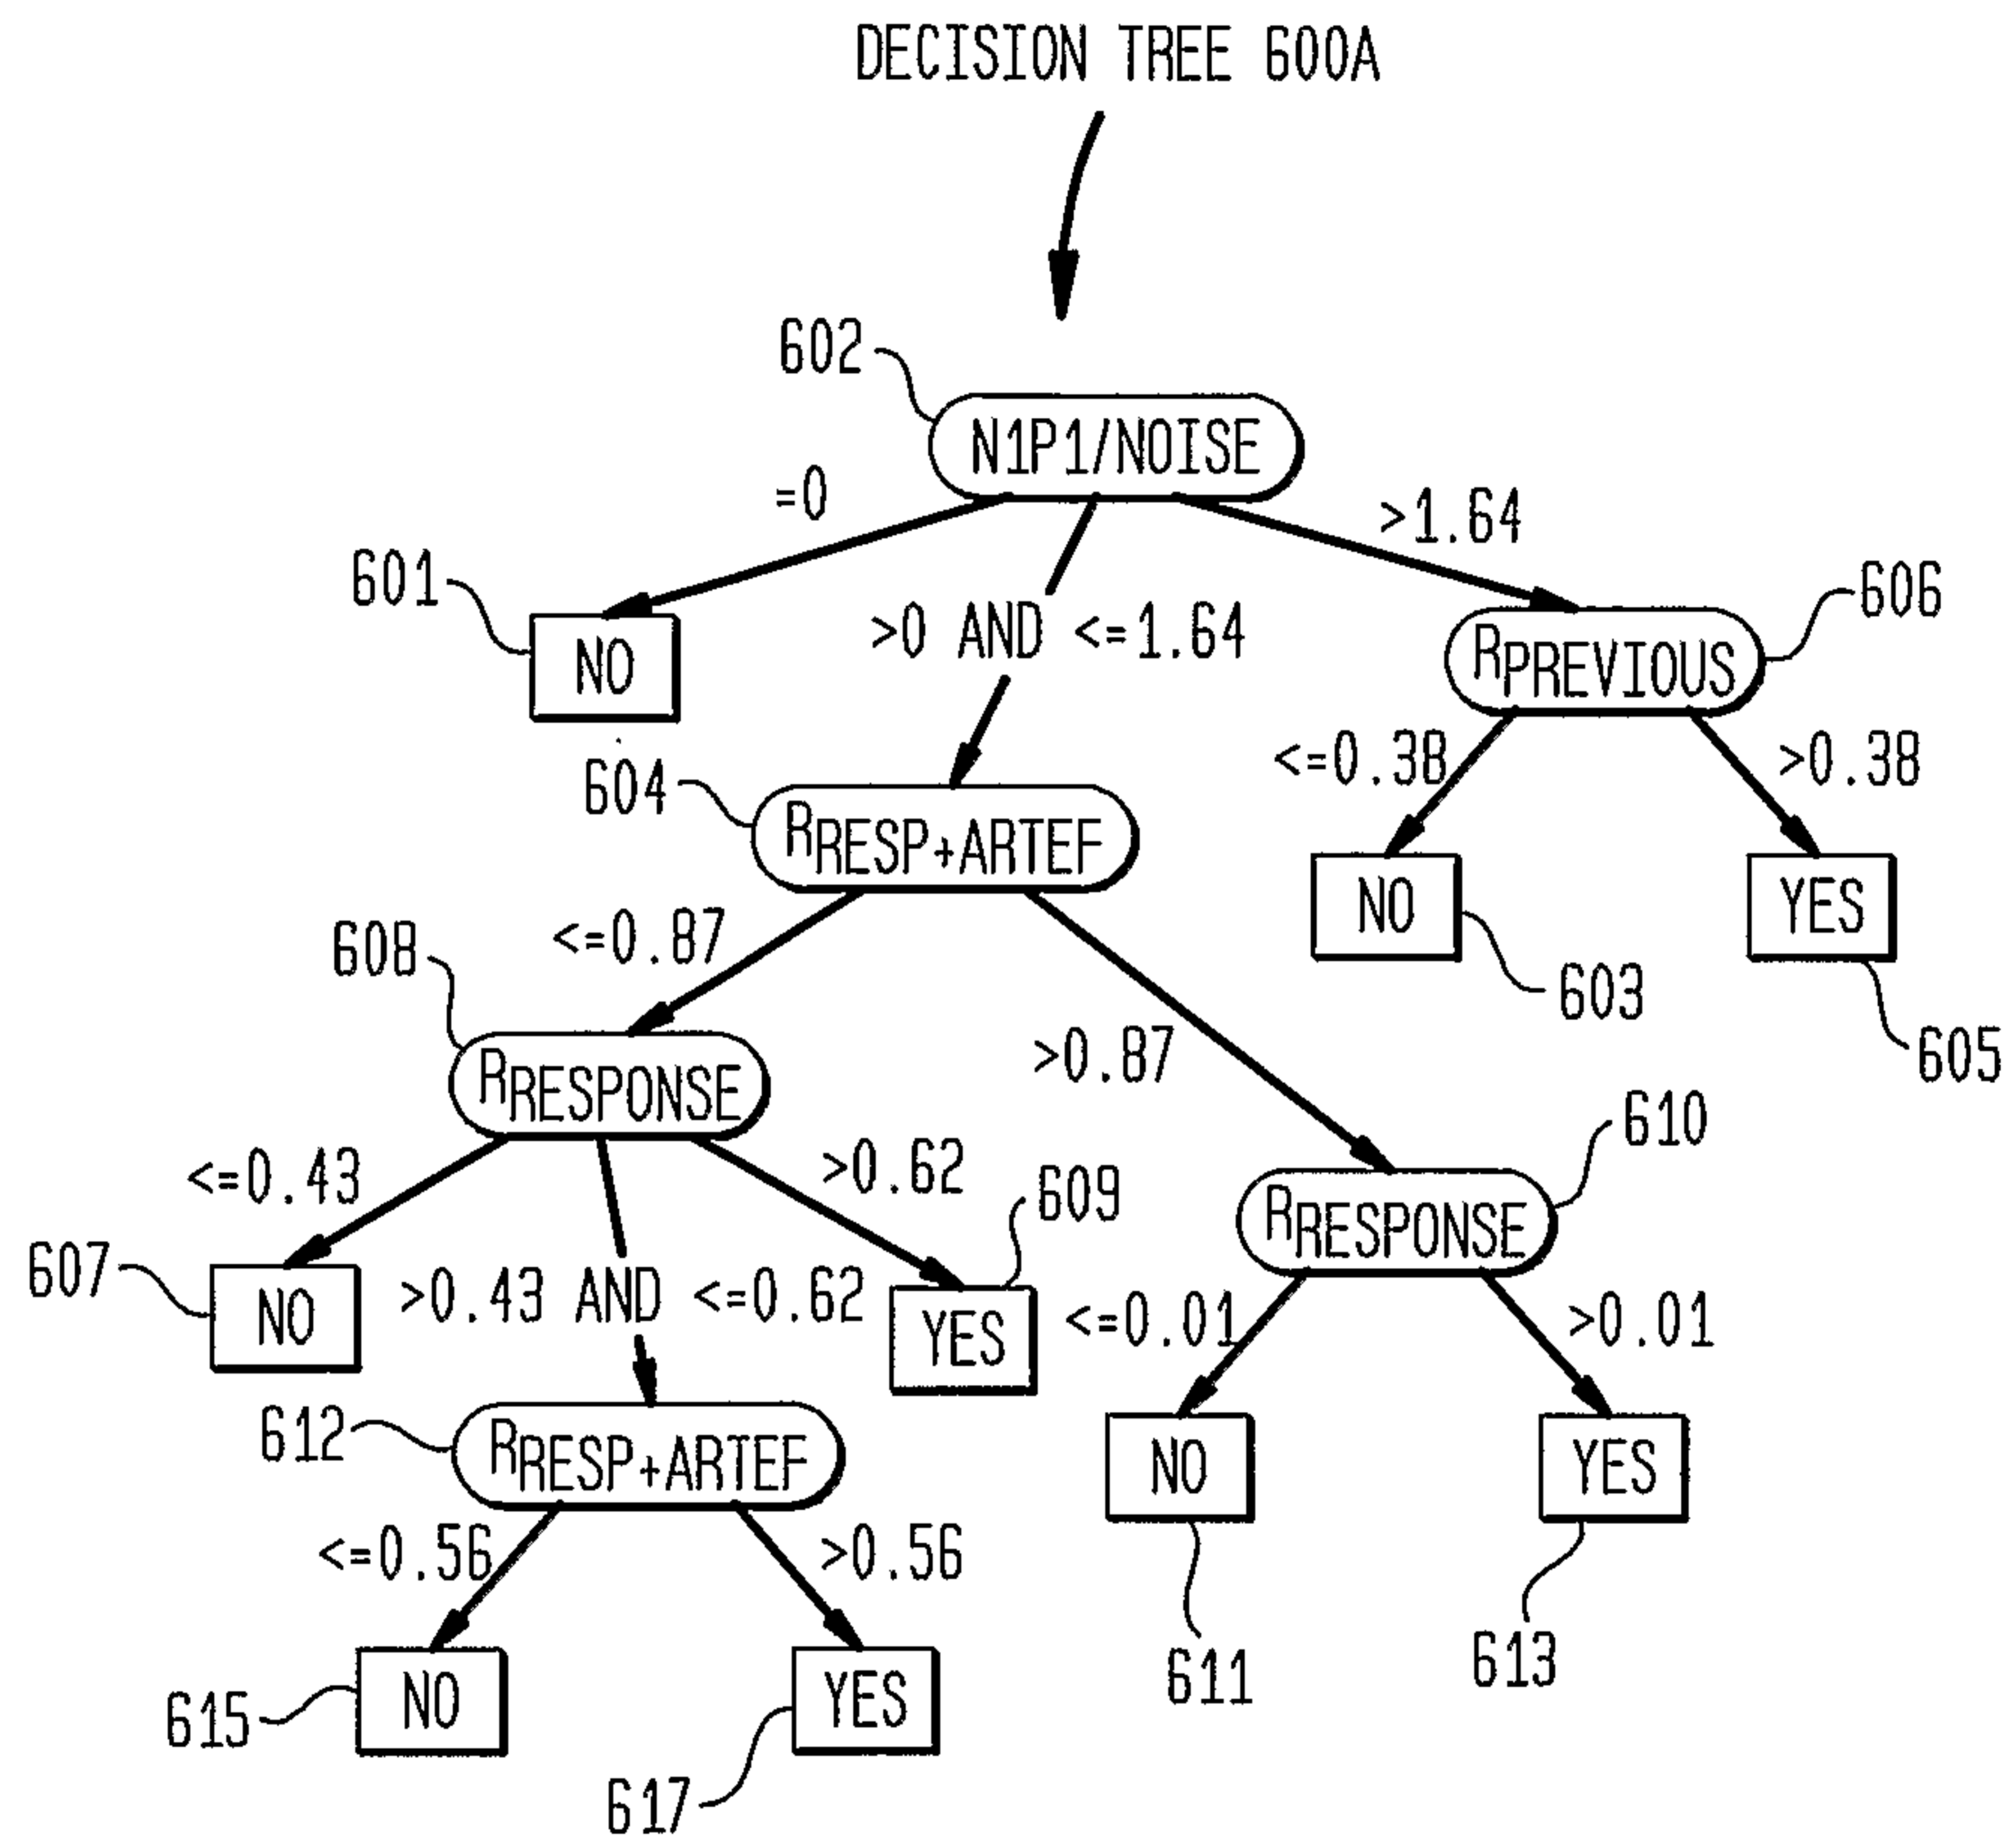 DECISION TREE 600A
602
N1P1/NOISE
=0
>1.64
601
NO
>0 AND <=1.64
606
RPREVIOUS
<=0.38
>0.38
604
RRESP+ARTEF
NO
YES
603
605
<=0.87
>0.87
608
RRESPONSE
610
RRESPONSE
<=0.43
>0.62
609
607
NO
>0.43 AND <=0.62
YES
<=0.01
>0.01
612
RRESP+ARTEF
NO
YES
611
613
<=0.56
>0.56
615
NO
YES
617